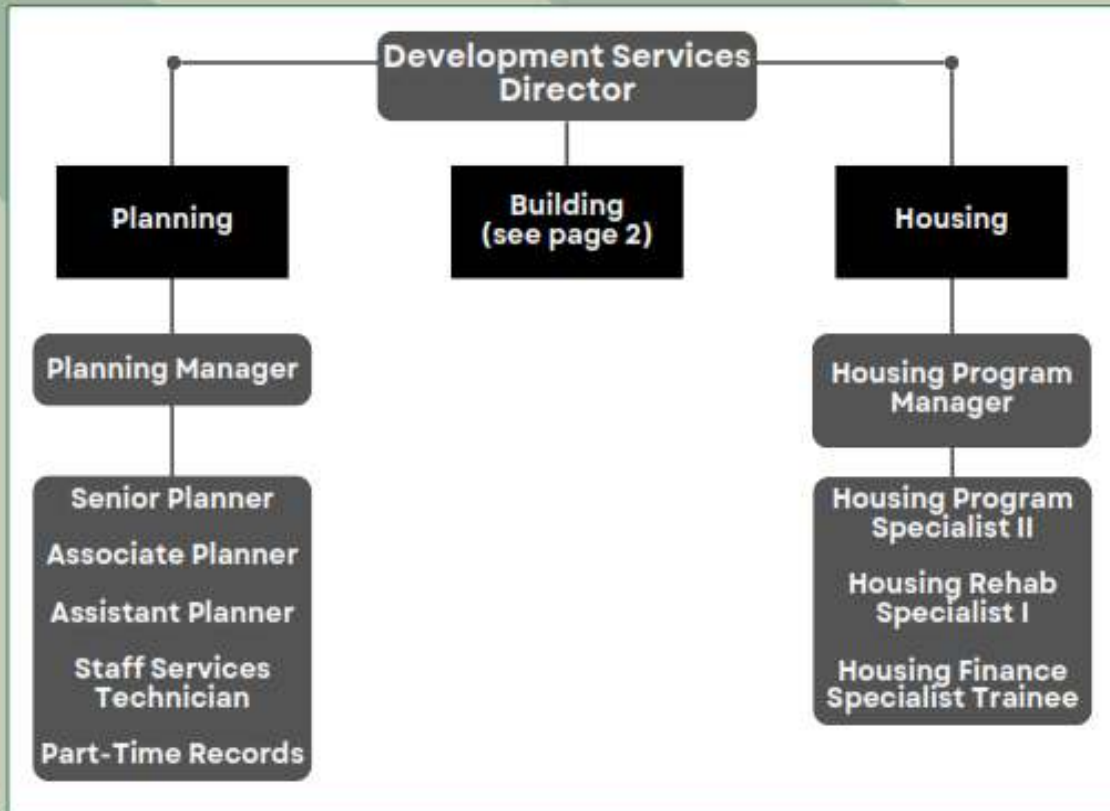 Development Services
Director
Planning
Building
(see page 2)
Housing
Planning Manager
Housing Program
Manager
Senior Planner
Associate Planner
Assistant Planner
Staff Services
Technician
Part-Time Records
Housing Program
Specialist II
Housing Rehab
Specialist I
Housing Finance
Specialist Trainee